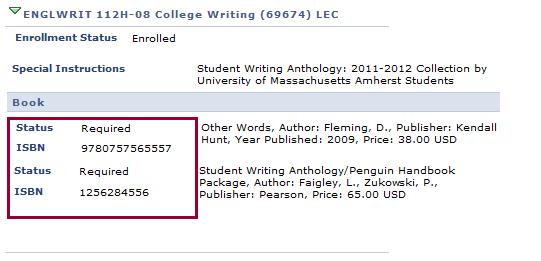 ENGLWRIT 112H-08 College Writing (69674) LEC
Enrollment Status Enrolled
Special Instructions Student Writing Anthology: 2011-2012 Collection by
University of Massachusetts Amherst Students
Book
Status Required Other Words, Author: Fleming, D., Publisher: Kendall
Hunt, Year Published: 2009, Price: 38.00 USD
ISBN 9780757565557
Status Required Student Writing Anthology/Penguin Handbook
Package, Author: Faigley, L., Zukowski, P.,
ISBN 1256284556 Publisher: Pearson, Price: 65.00 USD